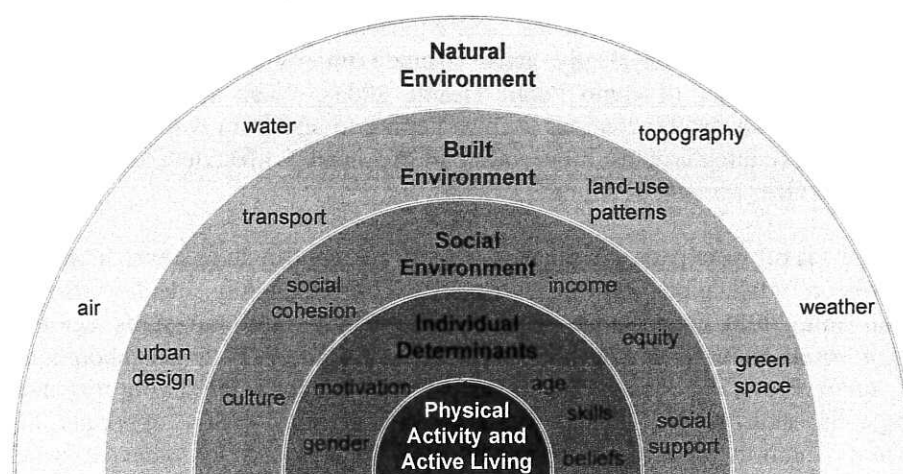 Natural
Environment
water
topography
Built
Environment
land-use
patterns
transport
Social
Environment
social
cohesion
income
air
weather
Individual
Determinants
equity
urban
design
green
space
culture
motivation
age
skills
social
support
gender
beliefs
Physical
Activity and
Active Living